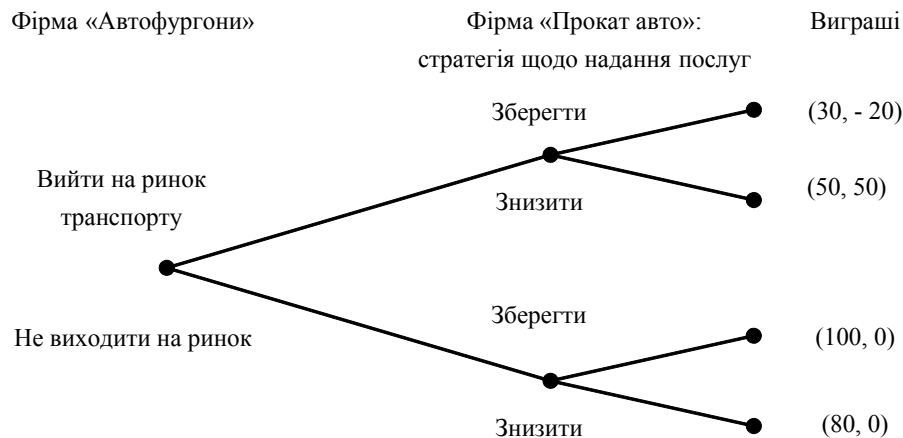 Фірма «Автофургони»
Фірма «Прокат авто»:
стратегія щодо надання послуг
Виграші
Зберегти
(30, - 20)
Вийти на ринок
транспорту
Знизити
(50, 50)
Не виходити на ринок
Зберегти
(100, 0)
Знизити
(80, 0)